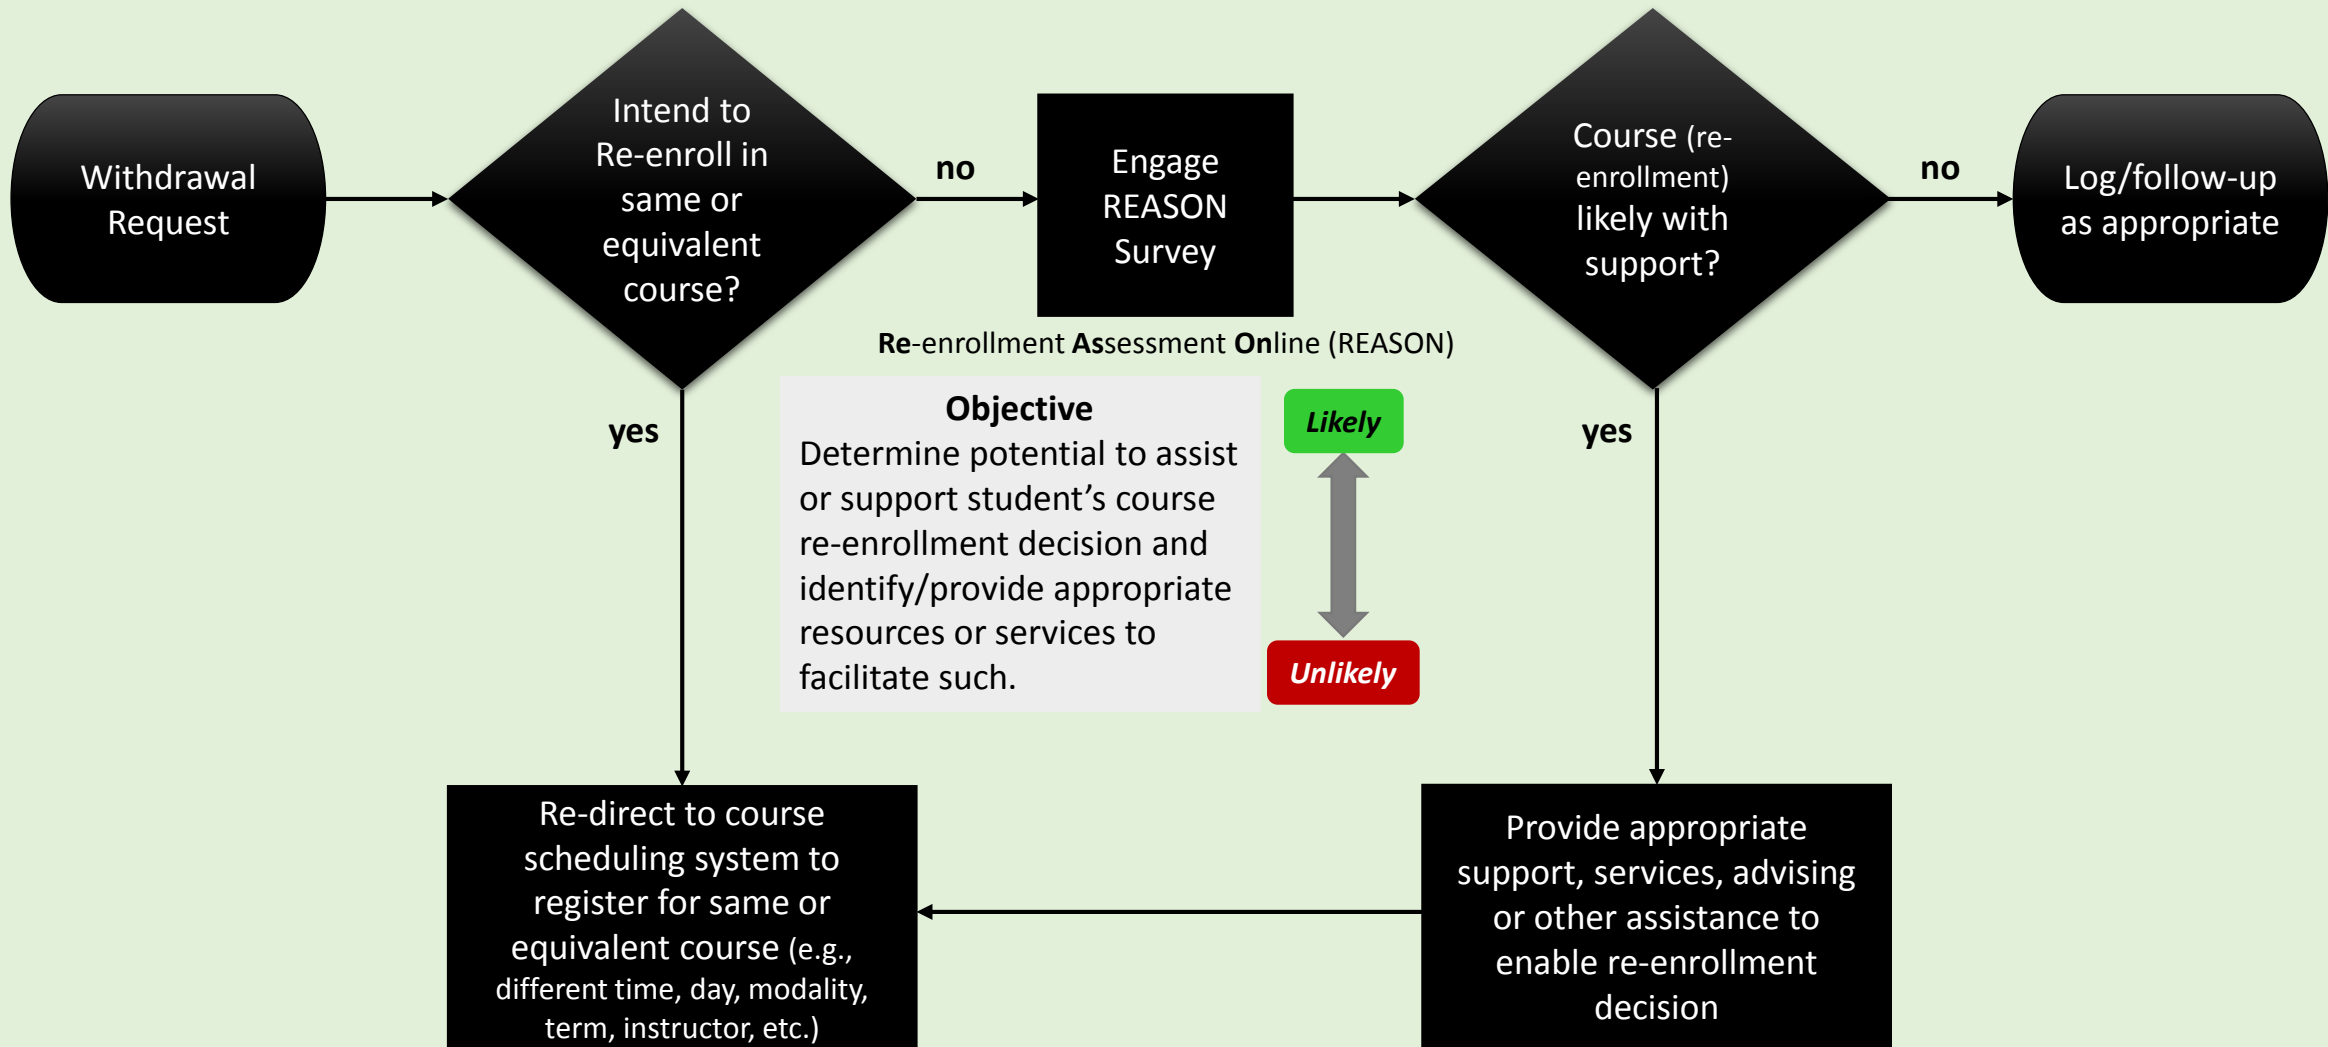 Withdrawal
Request
Intend to
Re-enroll in
same or
equivalent
course?
no
Engage
REASON
Survey
Course (re-
enrollment)
likely with
support?
no
Log/follow-up
as appropriate
Re-enrollment Assessment Online (REASON)
yes
Objective
Determine potential to assist
or support student’s course
re-enrollment decision and
identify/provide appropriate
resources or services to
facilitate such.
Likely
Unlikely
yes
Re-direct to course
scheduling system to
register for same or
equivalent course (e.g.,
different time, day, modality,
term, instructor, etc.)
Provide appropriate
support, services, advising
or other assistance to
enable re-enrollment
decision